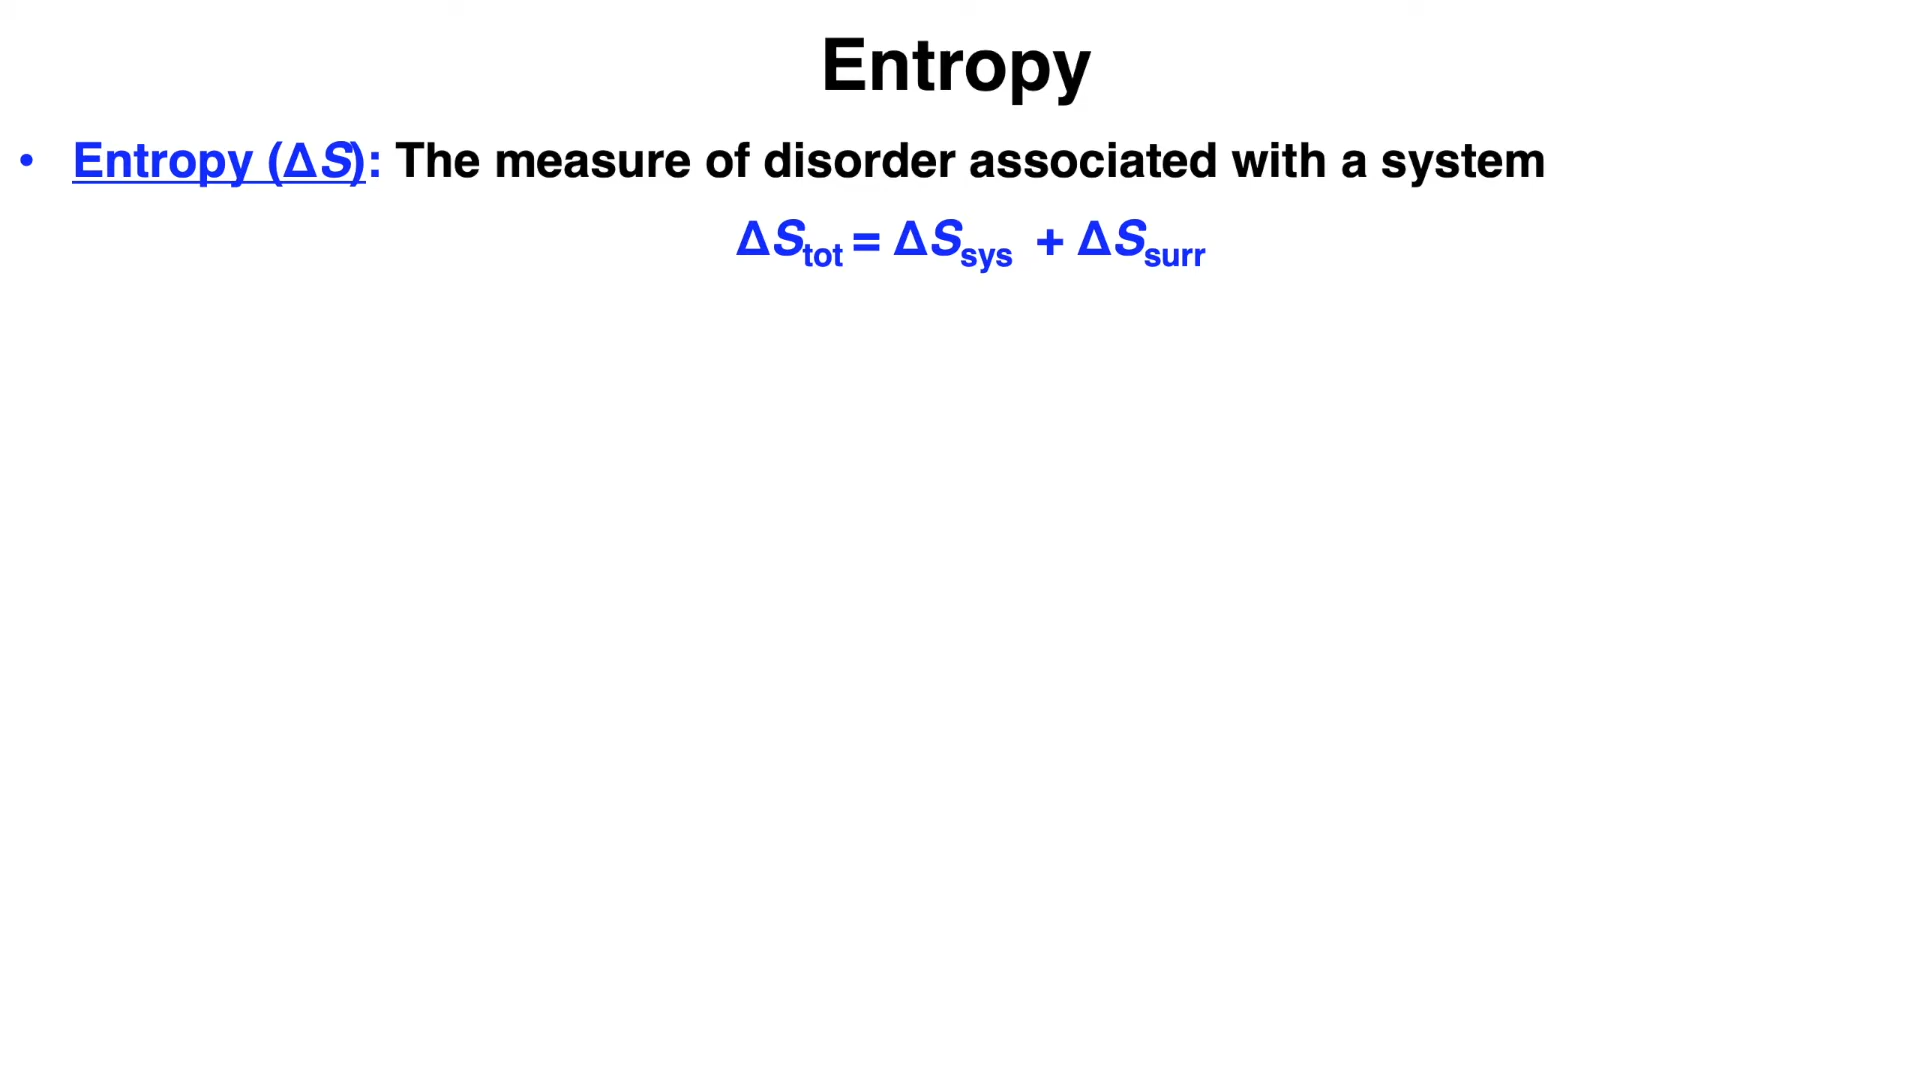 Entropy
• Entropy (ΔS): The measure of disorder associated with a system
ΔStot = ΔSsys + ΔSsurr